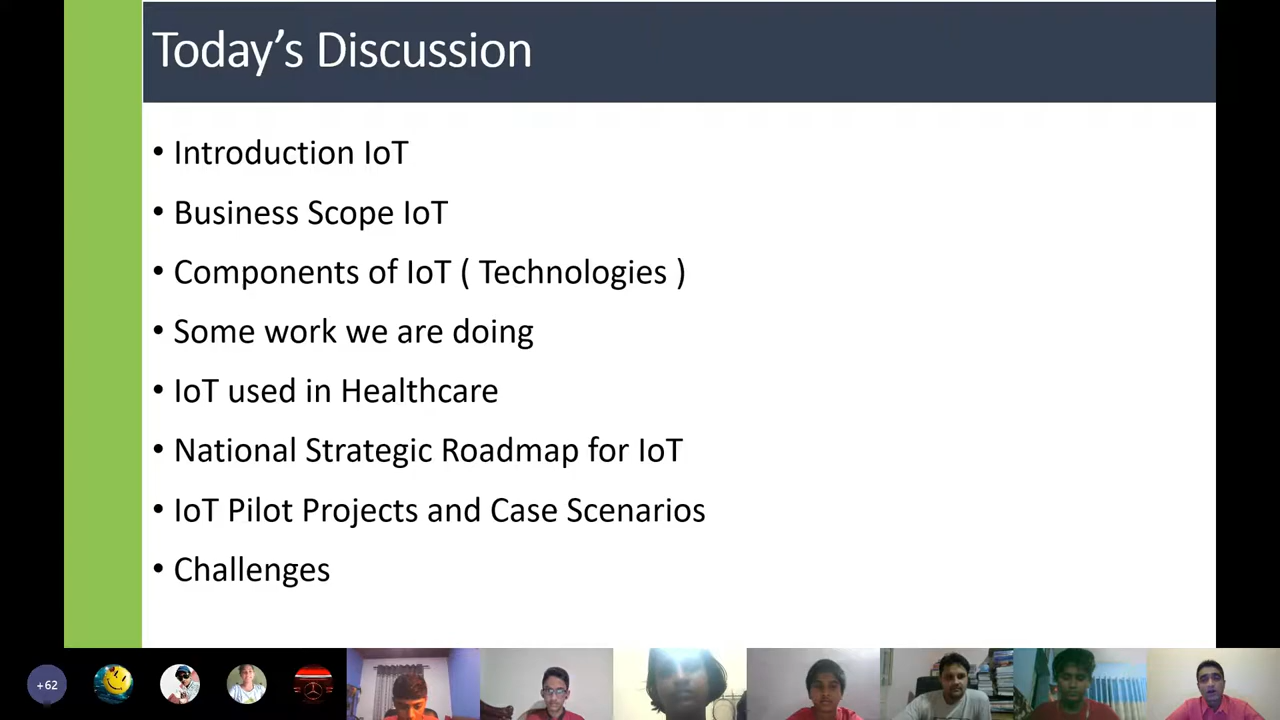 Today's Discussion
• Introduction IoT
• Business Scope IoT
• Components of IoT ( Technologies )
• Some work we are doing
• IoT used in Healthcare
• National Strategic Roadmap for IoT
• IoT Pilot Projects and Case Scenarios
• Challenges
+62